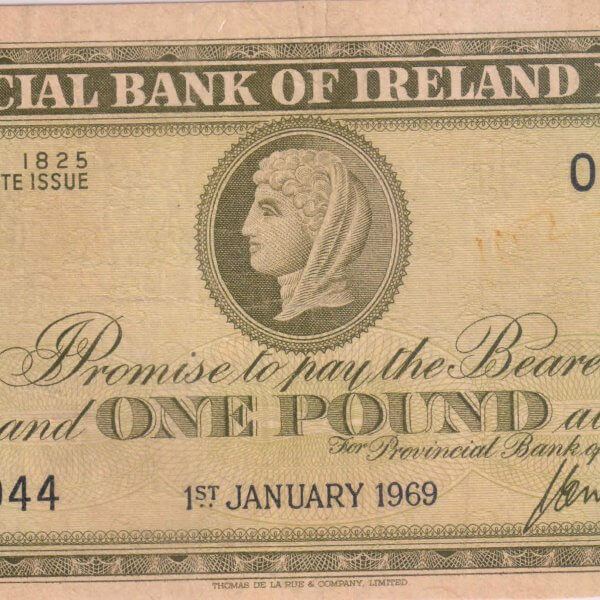 CIAL BANK OF IRELAND
1825
TE ISSUE
0
Promise to pay the Beare
and ONE POUND
For Provincial Bank of
044
1ST JANUARY 1969
THOMAS DE LA RUE & COMPANY, LIMITED.